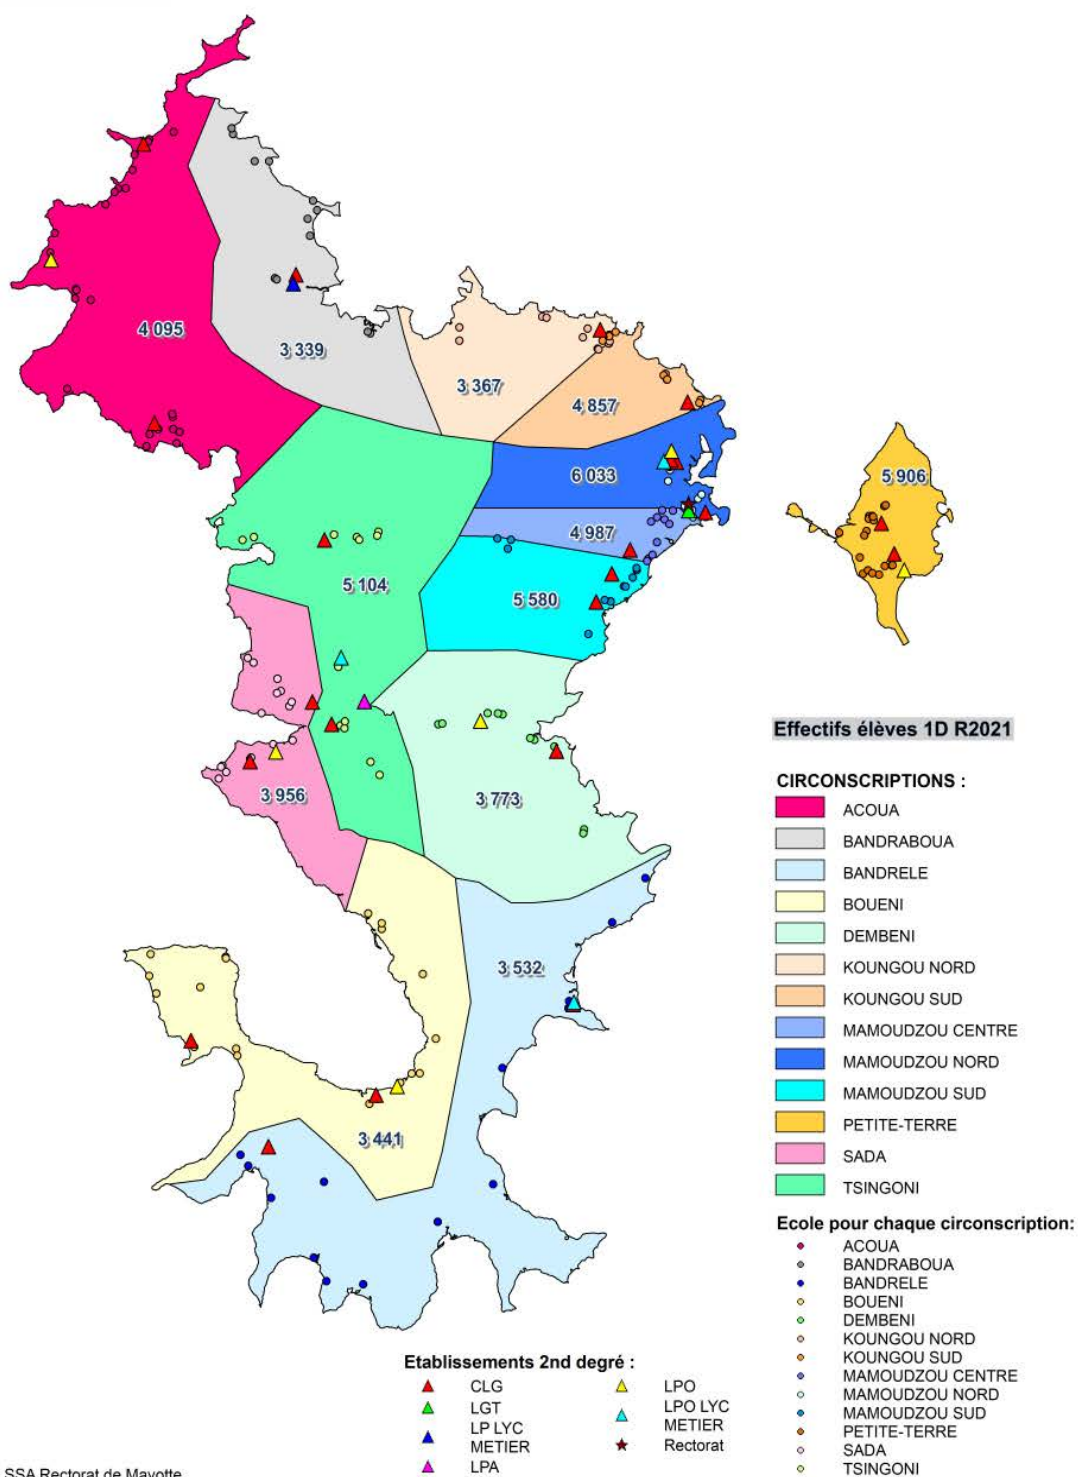 4 095
3 339
3 367
4 857
6 033
5 906
4 987
5 104
5 580
3 956
3 773
3 532
3 441
Effectifs élèves 1D R2021
CIRCONSCRIPTIONS :
ACOUA
BANDRABOUA
BANDRELE
BOUENI
DEMBENI
KOUNGOU NORD
KOUNGOU SUD
MAMOUDZOU CENTRE
MAMOUDZOU NORD
MAMOUDZOU SUD
PETITE-TERRE
SADA
TSINGONI
Ecole pour chaque circonscription:
ACOUA
BANDRABOUA
BANDRELE
BOUENI
DEMBENI
KOUNGOU NORD
KOUNGOU SUD
MAMOUDZOU CENTRE
MAMOUDZOU NORD
MAMOUDZOU SUD
PETITE-TERRE
SADA
TSINGONI
Etablissements 2nd degré :
CLG
LGT
LP LYC
METIER
LPA
LPO
LPO LYC
METIER
Rectorat
SSA Rectorat de Mayotte